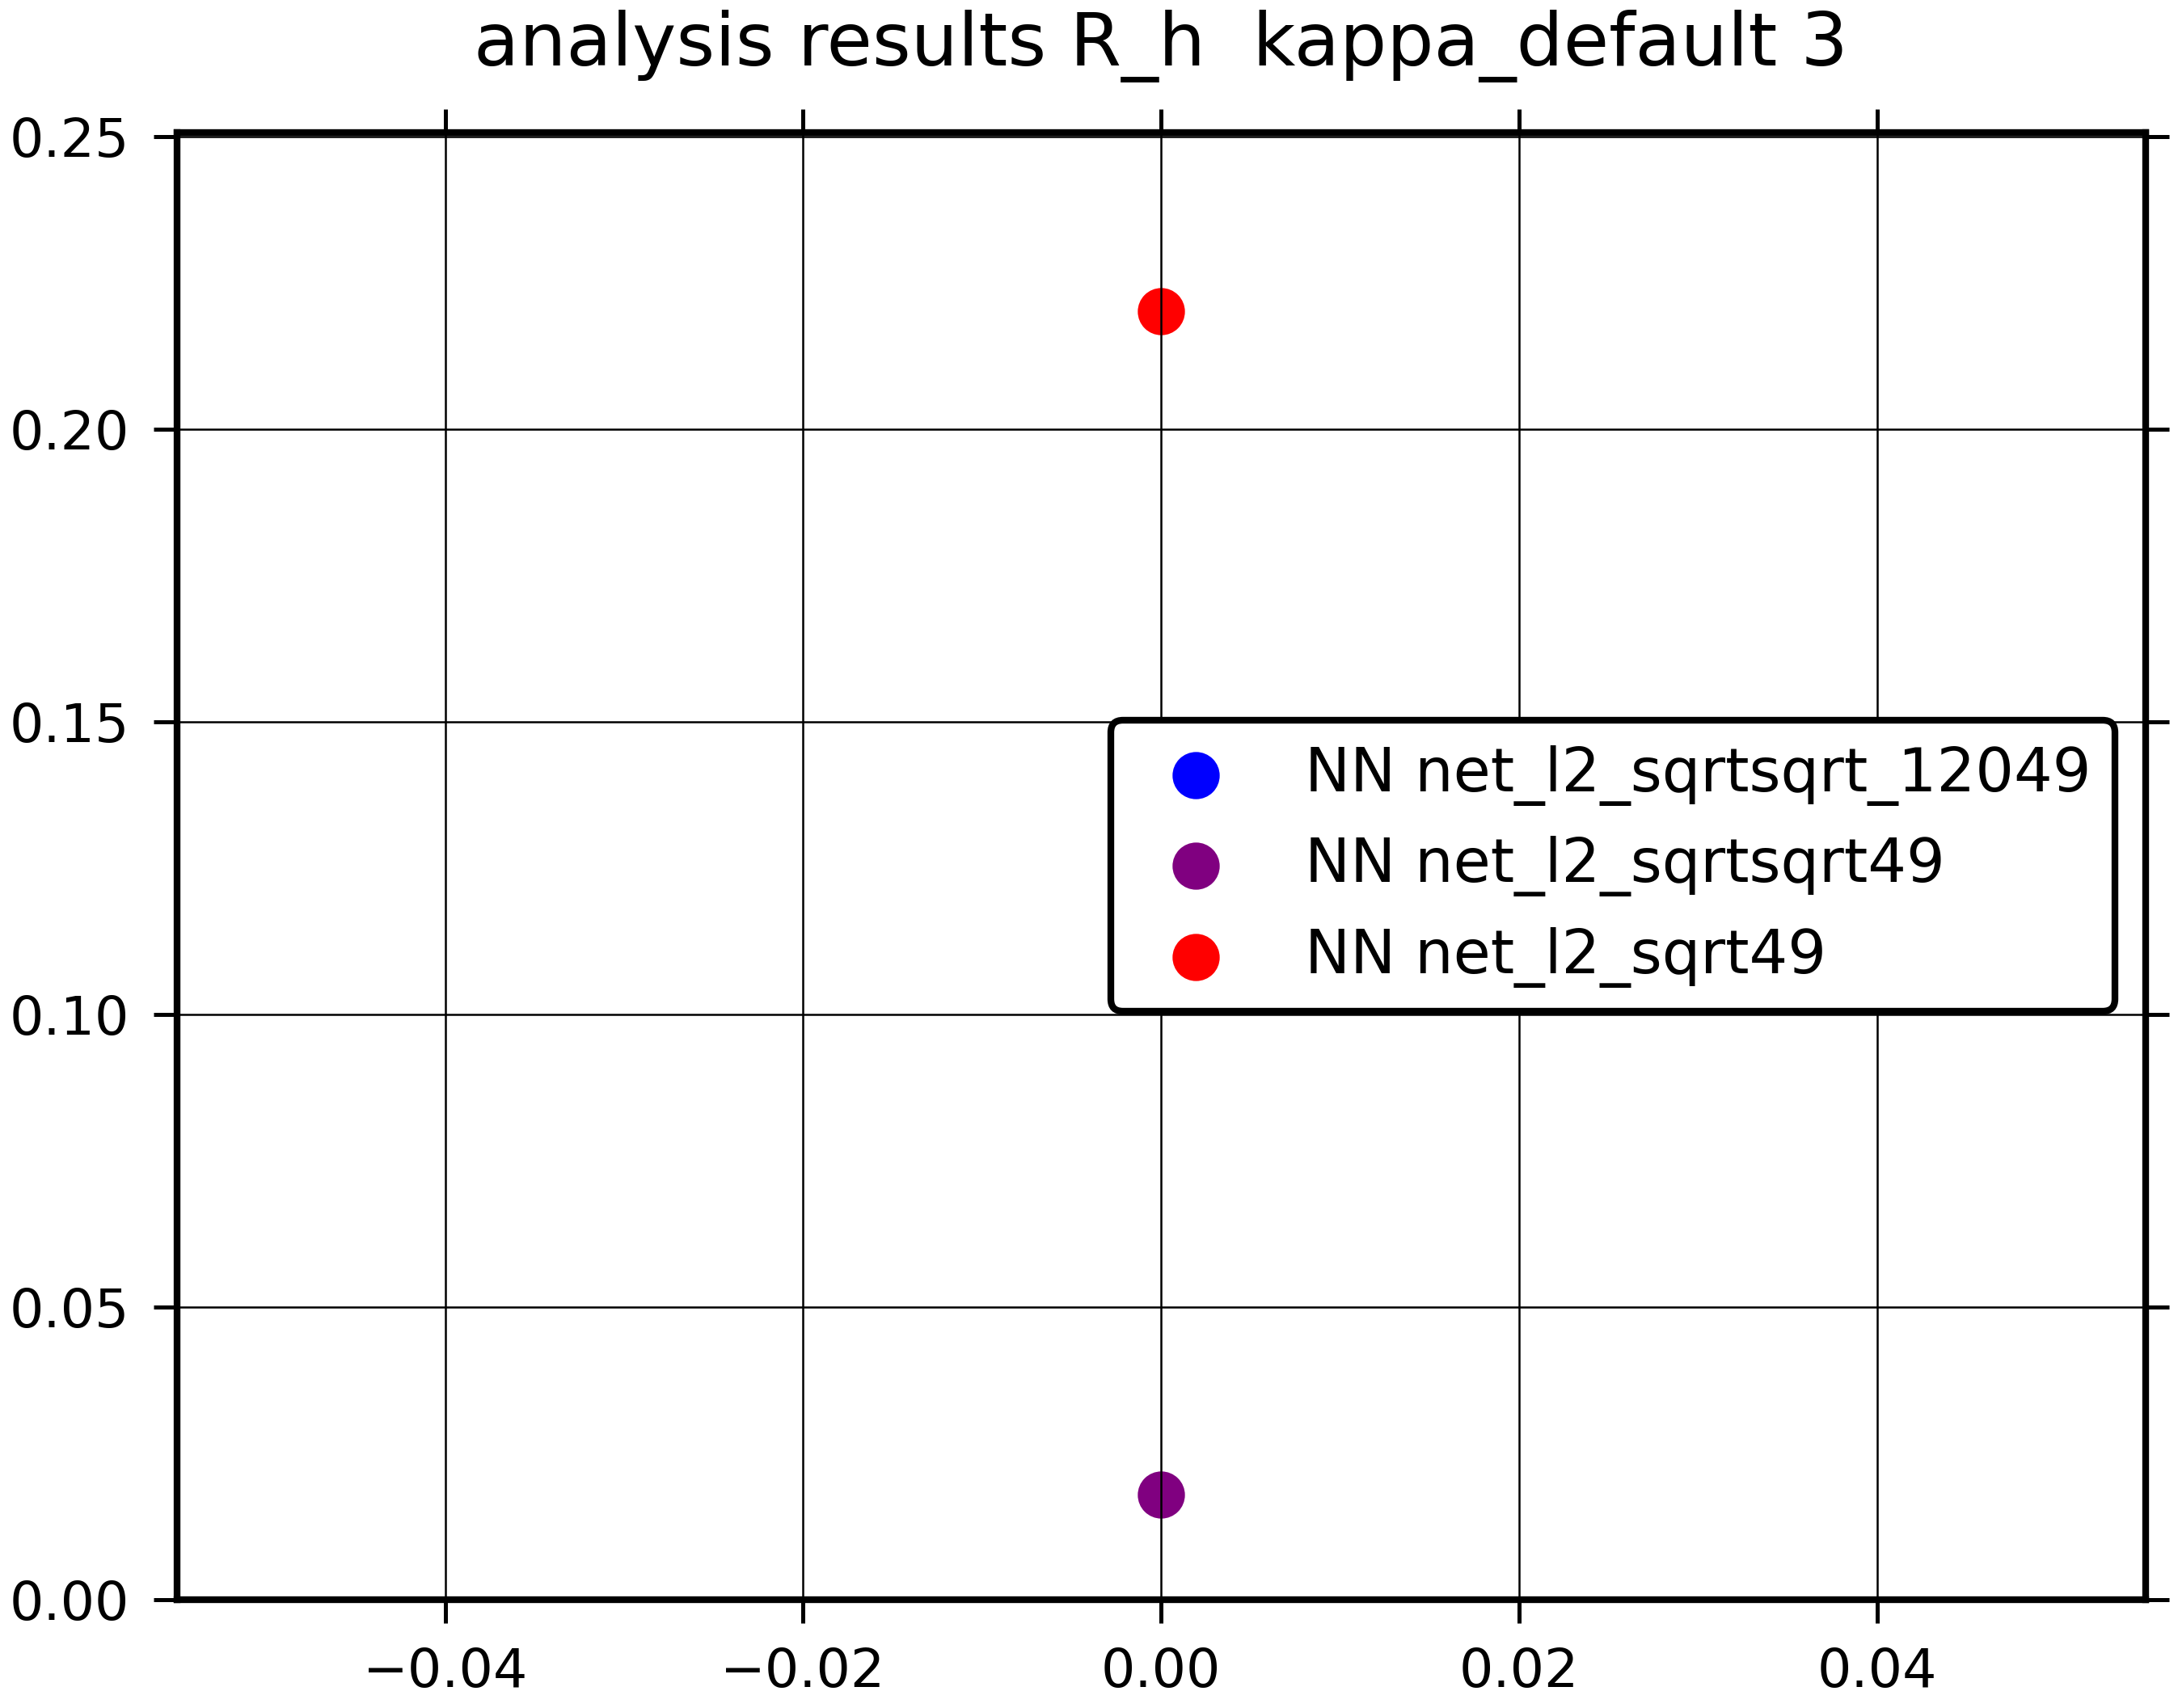 analysis results R_h  kappa_default 3
0.25
0.20
0.15
0.10
0.05
0.00
NN net_l2_sqrtsqrt_12049
NN net_l2_sqrtsqrt49
NN net_l2_sqrt49
−0.04
−0.02
0.00
0.02
0.04